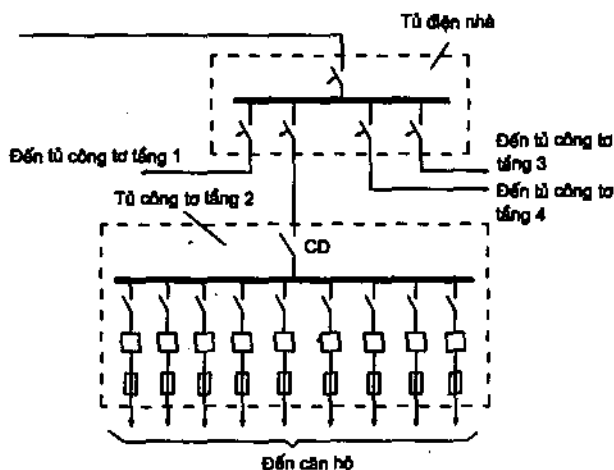 Tủ điện nhà
Đến tủ công tơ tầng 1
Đến tủ công tơ
tầng 3
Đến tủ công tơ
tầng 4
Tủ công tơ tầng 2
CD
Đến căn hộ